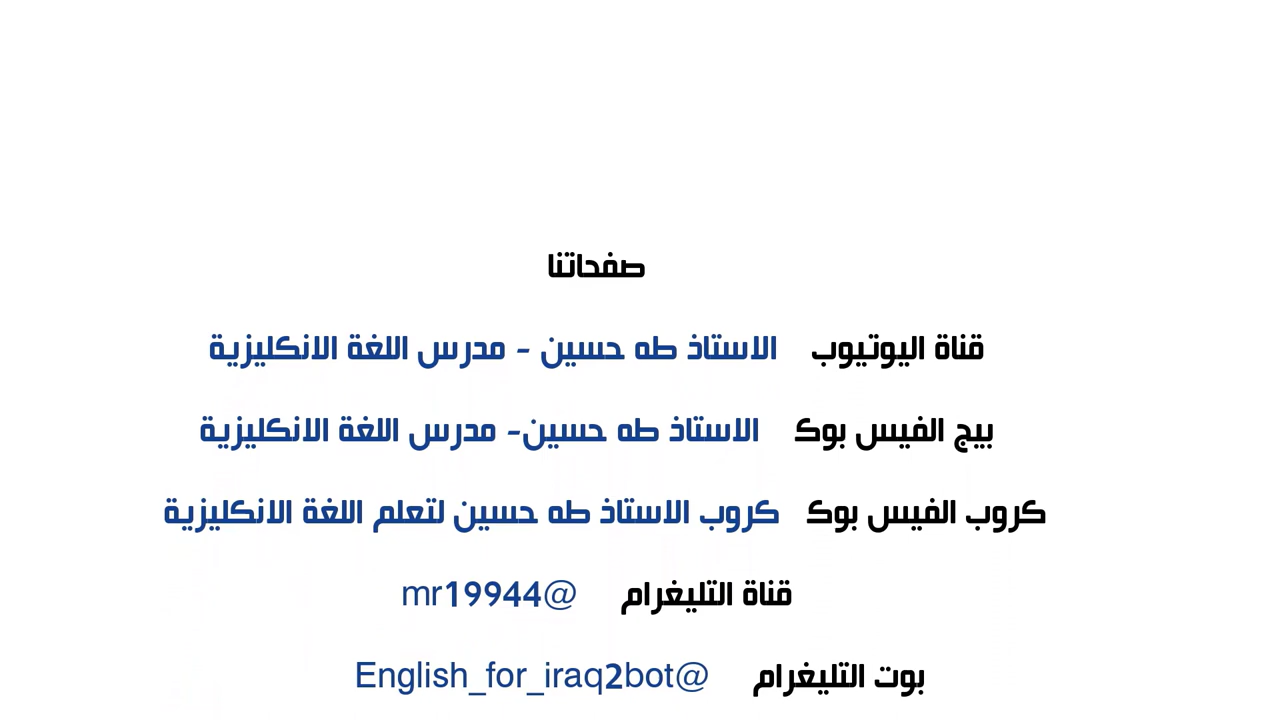 صفحاتنا
قناة اليوتيوب الاستاذ طه حسين - مدرس اللغة الانكليزية
بيج الفيس بوك الاستاذ طه حسين- مدرس اللغة الانكليزية
كروب الفيس بوك كروب الاستاذ طه حسين لتعلم اللغة الانكليزية
قناة التليغرام @mr19944
بوت التليغرام @English_for_iraq2bot